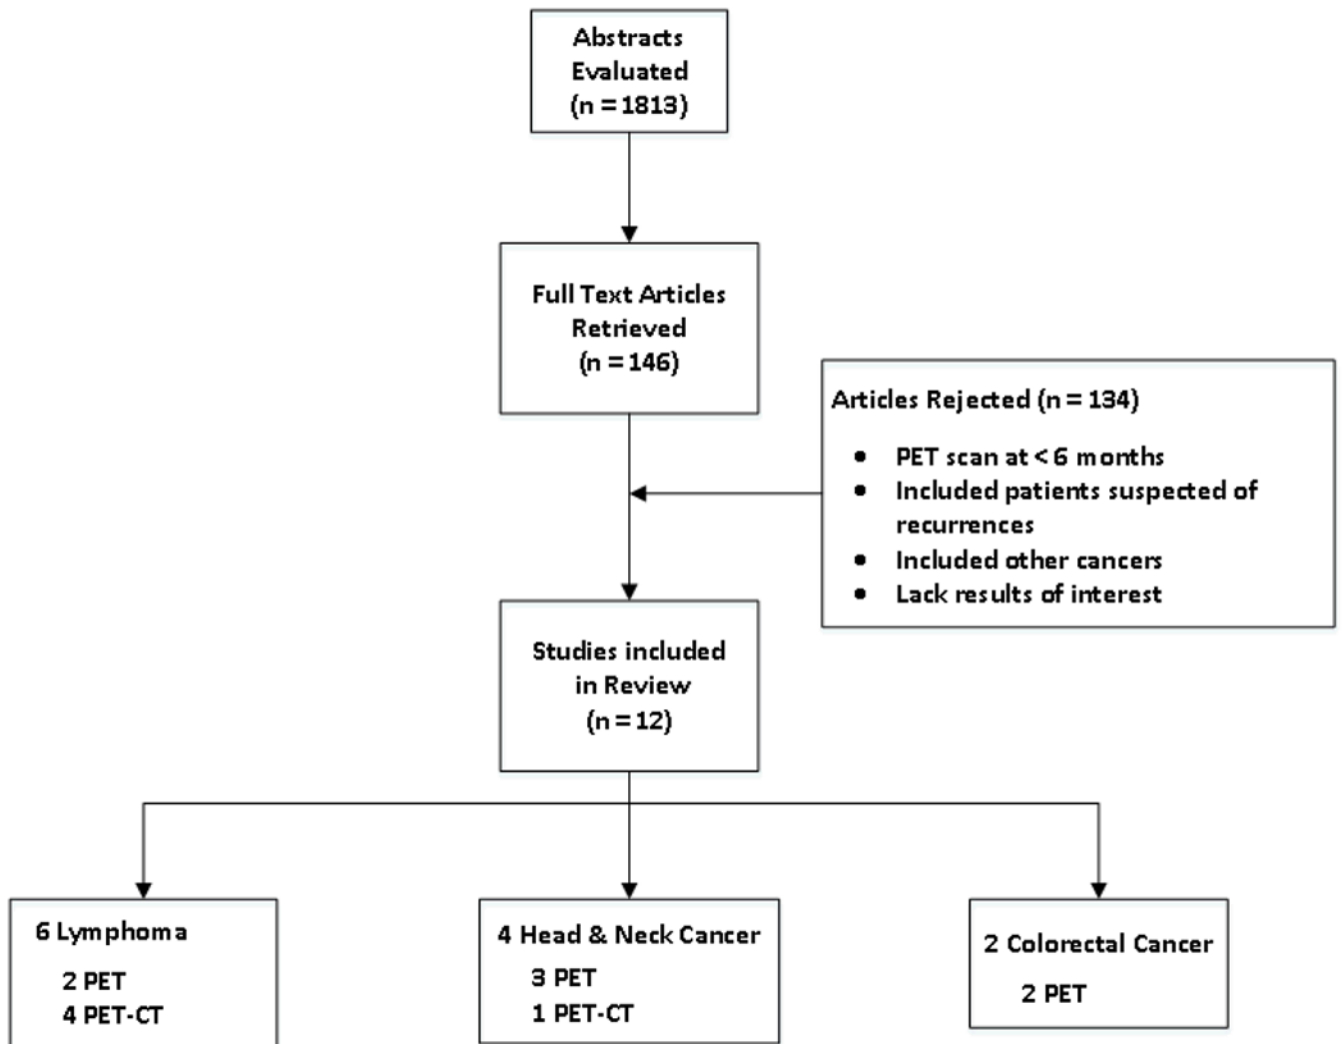 Abstracts
Evaluated
(n = 1813)
Full Text Articles
Retrieved
(n = 146)
Articles Rejected (n = 134)
• PET scan at < 6 months
• Included patients suspected of
recurrences
• Included other cancers
• Lack results of interest
Studies included
in Review
(n = 12)
6 Lymphoma
2 PET
4 PET-CT
4 Head & Neck Cancer
3 PET
1 PET-CT
2 Colorectal Cancer
2 PET